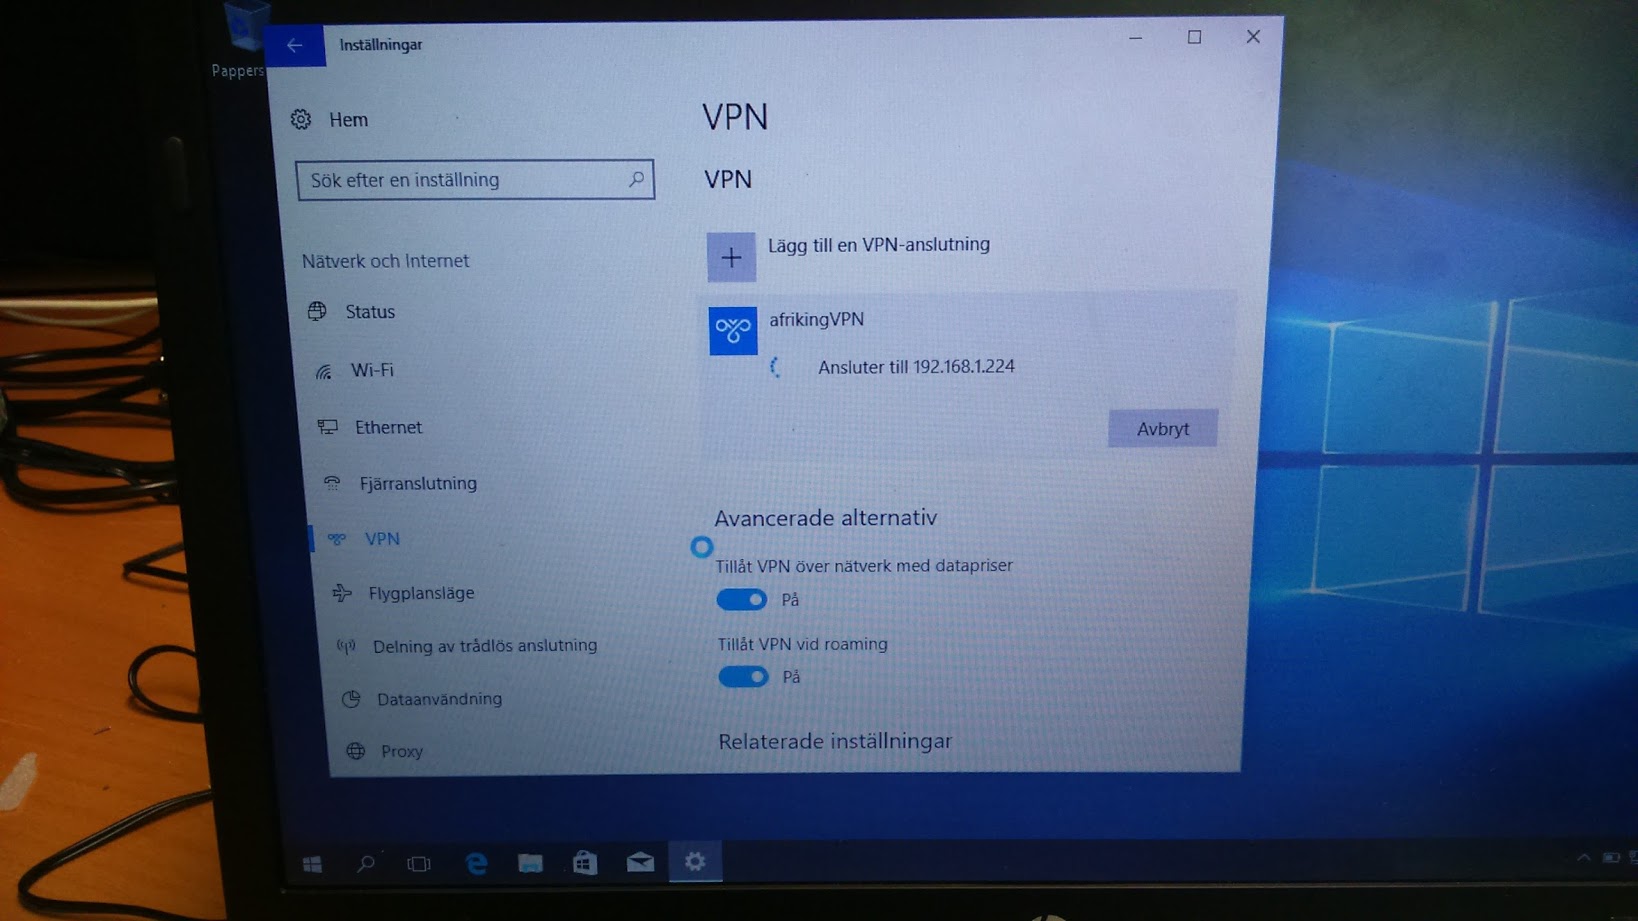 Pappers
Inställningar
Hem
Sök efter en inställning
Nätverk och Internet
Status
Wi-Fi
Ethernet
Fjärranslutning
VPN
Flygplansläge
Delning av trådlös anslutning
Dataanvändning
Proxy
VPN
VPN
Lägg till en VPN-anslutning
afrikingVPN
Ansluter till 192.168.1.224
Avbryt
Avancerade alternativ
Tillåt VPN över nätverk med datapriser
På
Tillåt VPN vid roaming
På
Relaterade inställningar